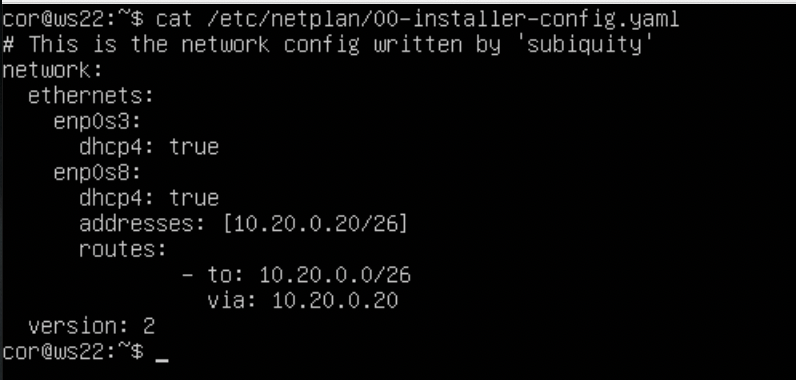 cor@ws22:~$ cat /etc/netplan/00-installer-config.yaml
# This is the network config written by 'subiquity'
network:
  ethernets:
    enp0s3:
      dhcp4: true
    enp0s8:
      dhcp4: true
      addresses: [10.20.0.20/26]
      routes:
              - to: 10.20.0.0/26
                via: 10.20.0.20
  version: 2
cor@ws22:~$ _